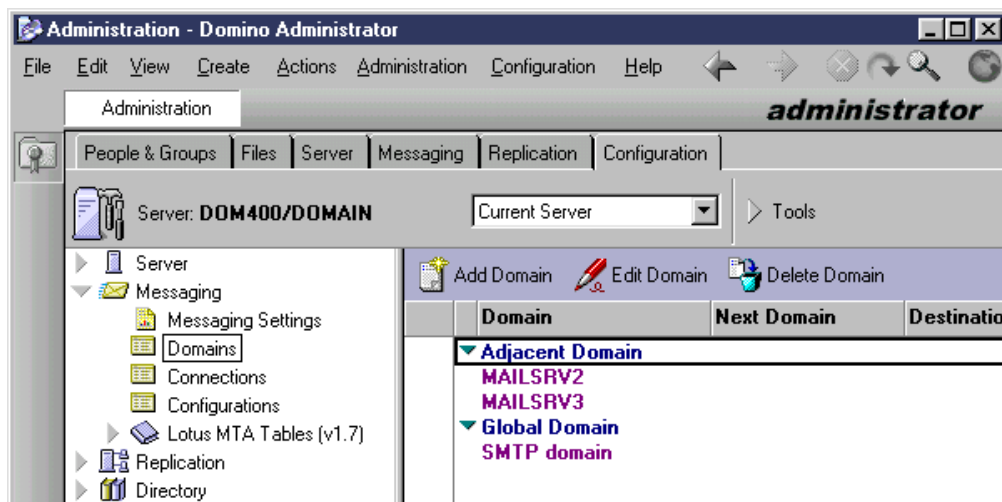 Administration - Domino Administrator
File Edit View Create Actions Administration Configuration Help
Administration
administrator
People & Groups Files Server Messaging Replication Configuration
Server: DOM400/DOMAIN Current Server Tools
Server
Messaging
Messaging Settings
Domains
Connections
Configurations
Lotus MTA Tables (v1.7)
Replication
Directory
Add Domain Edit Domain Delete Domain
Domain Next Domain Destinatio
Adjacent Domain
MAILSRV2
MAILSRV3
Global Domain
SMTP domain